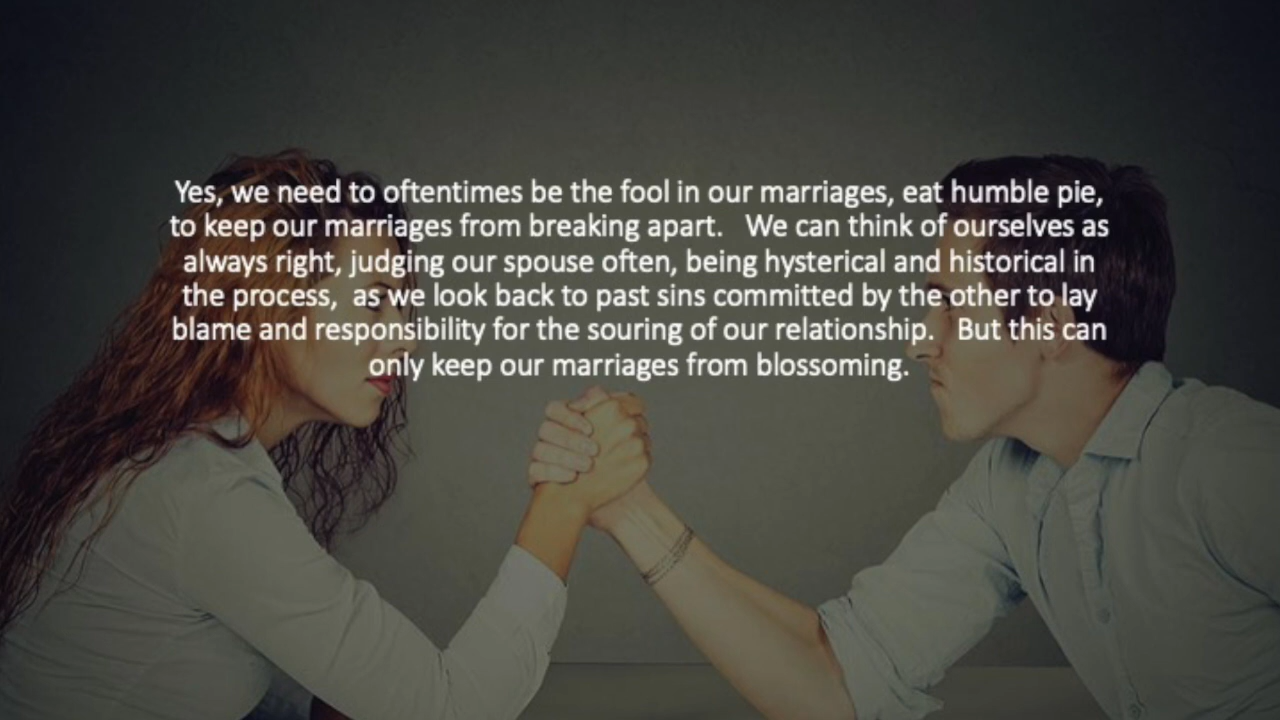 Yes, we need to oftentimes be the fool in our marriages, eat humble pie,
to keep our marriages from breaking apart.   We can think of ourselves as
always right, judging our spouse often, being hysterical and historical in
the process,  as we look back to past sins committed by the other to lay
blame and responsibility for the souring of our relationship.   But this can
only keep our marriages from blossoming.